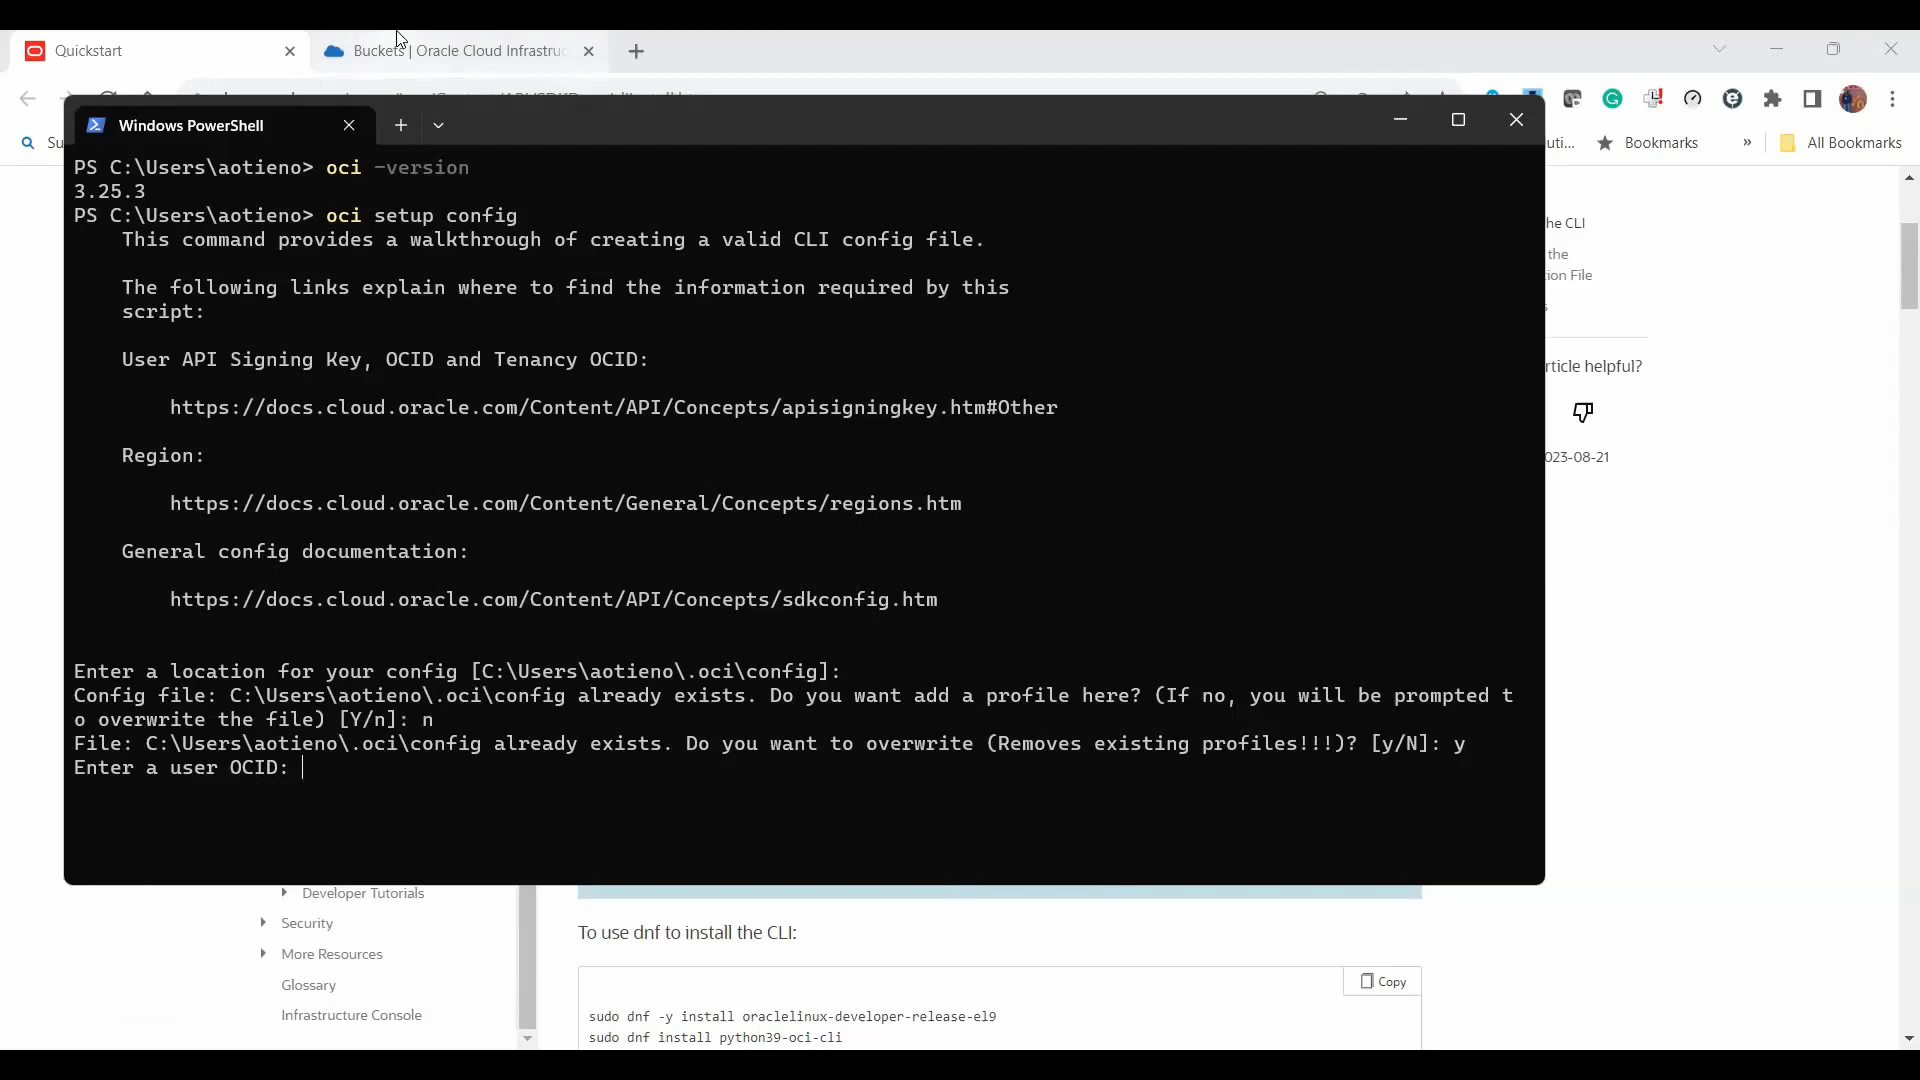 Quickstart
Buckets | Oracle Cloud Infrastruc
Su
Windows PowerShell
uti...
Bookmarks
»
All Bookmarks
PS C:\Users\aotieno> oci -version
3.25.3
PS C:\Users\aotieno> oci setup config
This command provides a walkthrough of creating a valid CLI config file.
The following links explain where to find the information required by this
script:
User API Signing Key, OCID and Tenancy OCID:
https://docs.cloud.oracle.com/Content/API/Concepts/apisigningkey.htm#Other
Region:
https://docs.cloud.oracle.com/Content/General/Concepts/regions.htm
General config documentation:
https://docs.cloud.oracle.com/Content/API/Concepts/sdkconfig.htm
Enter a location for your config [C:\Users\aotieno\.oci\config]:
Config file: C:\Users\aotieno\.oci\config already exists. Do you want add a profile here? (If no, you will be prompted t
o overwrite the file) [Y/n]: n
File: C:\Users\aotieno\.oci\config already exists. Do you want to overwrite (Removes existing profiles!!!)? [y/N]: y
Enter a user OCID:
he CLI
the
ion File
s
rticle helpful?
023-08-21
Developer Tutorials
Security
More Resources
Glossary
Infrastructure Console
To use dnf to install the CLI:
Copy
sudo dnf -y install oraclelinux-developer-release-el9
sudo dnf install python39-oci-cli